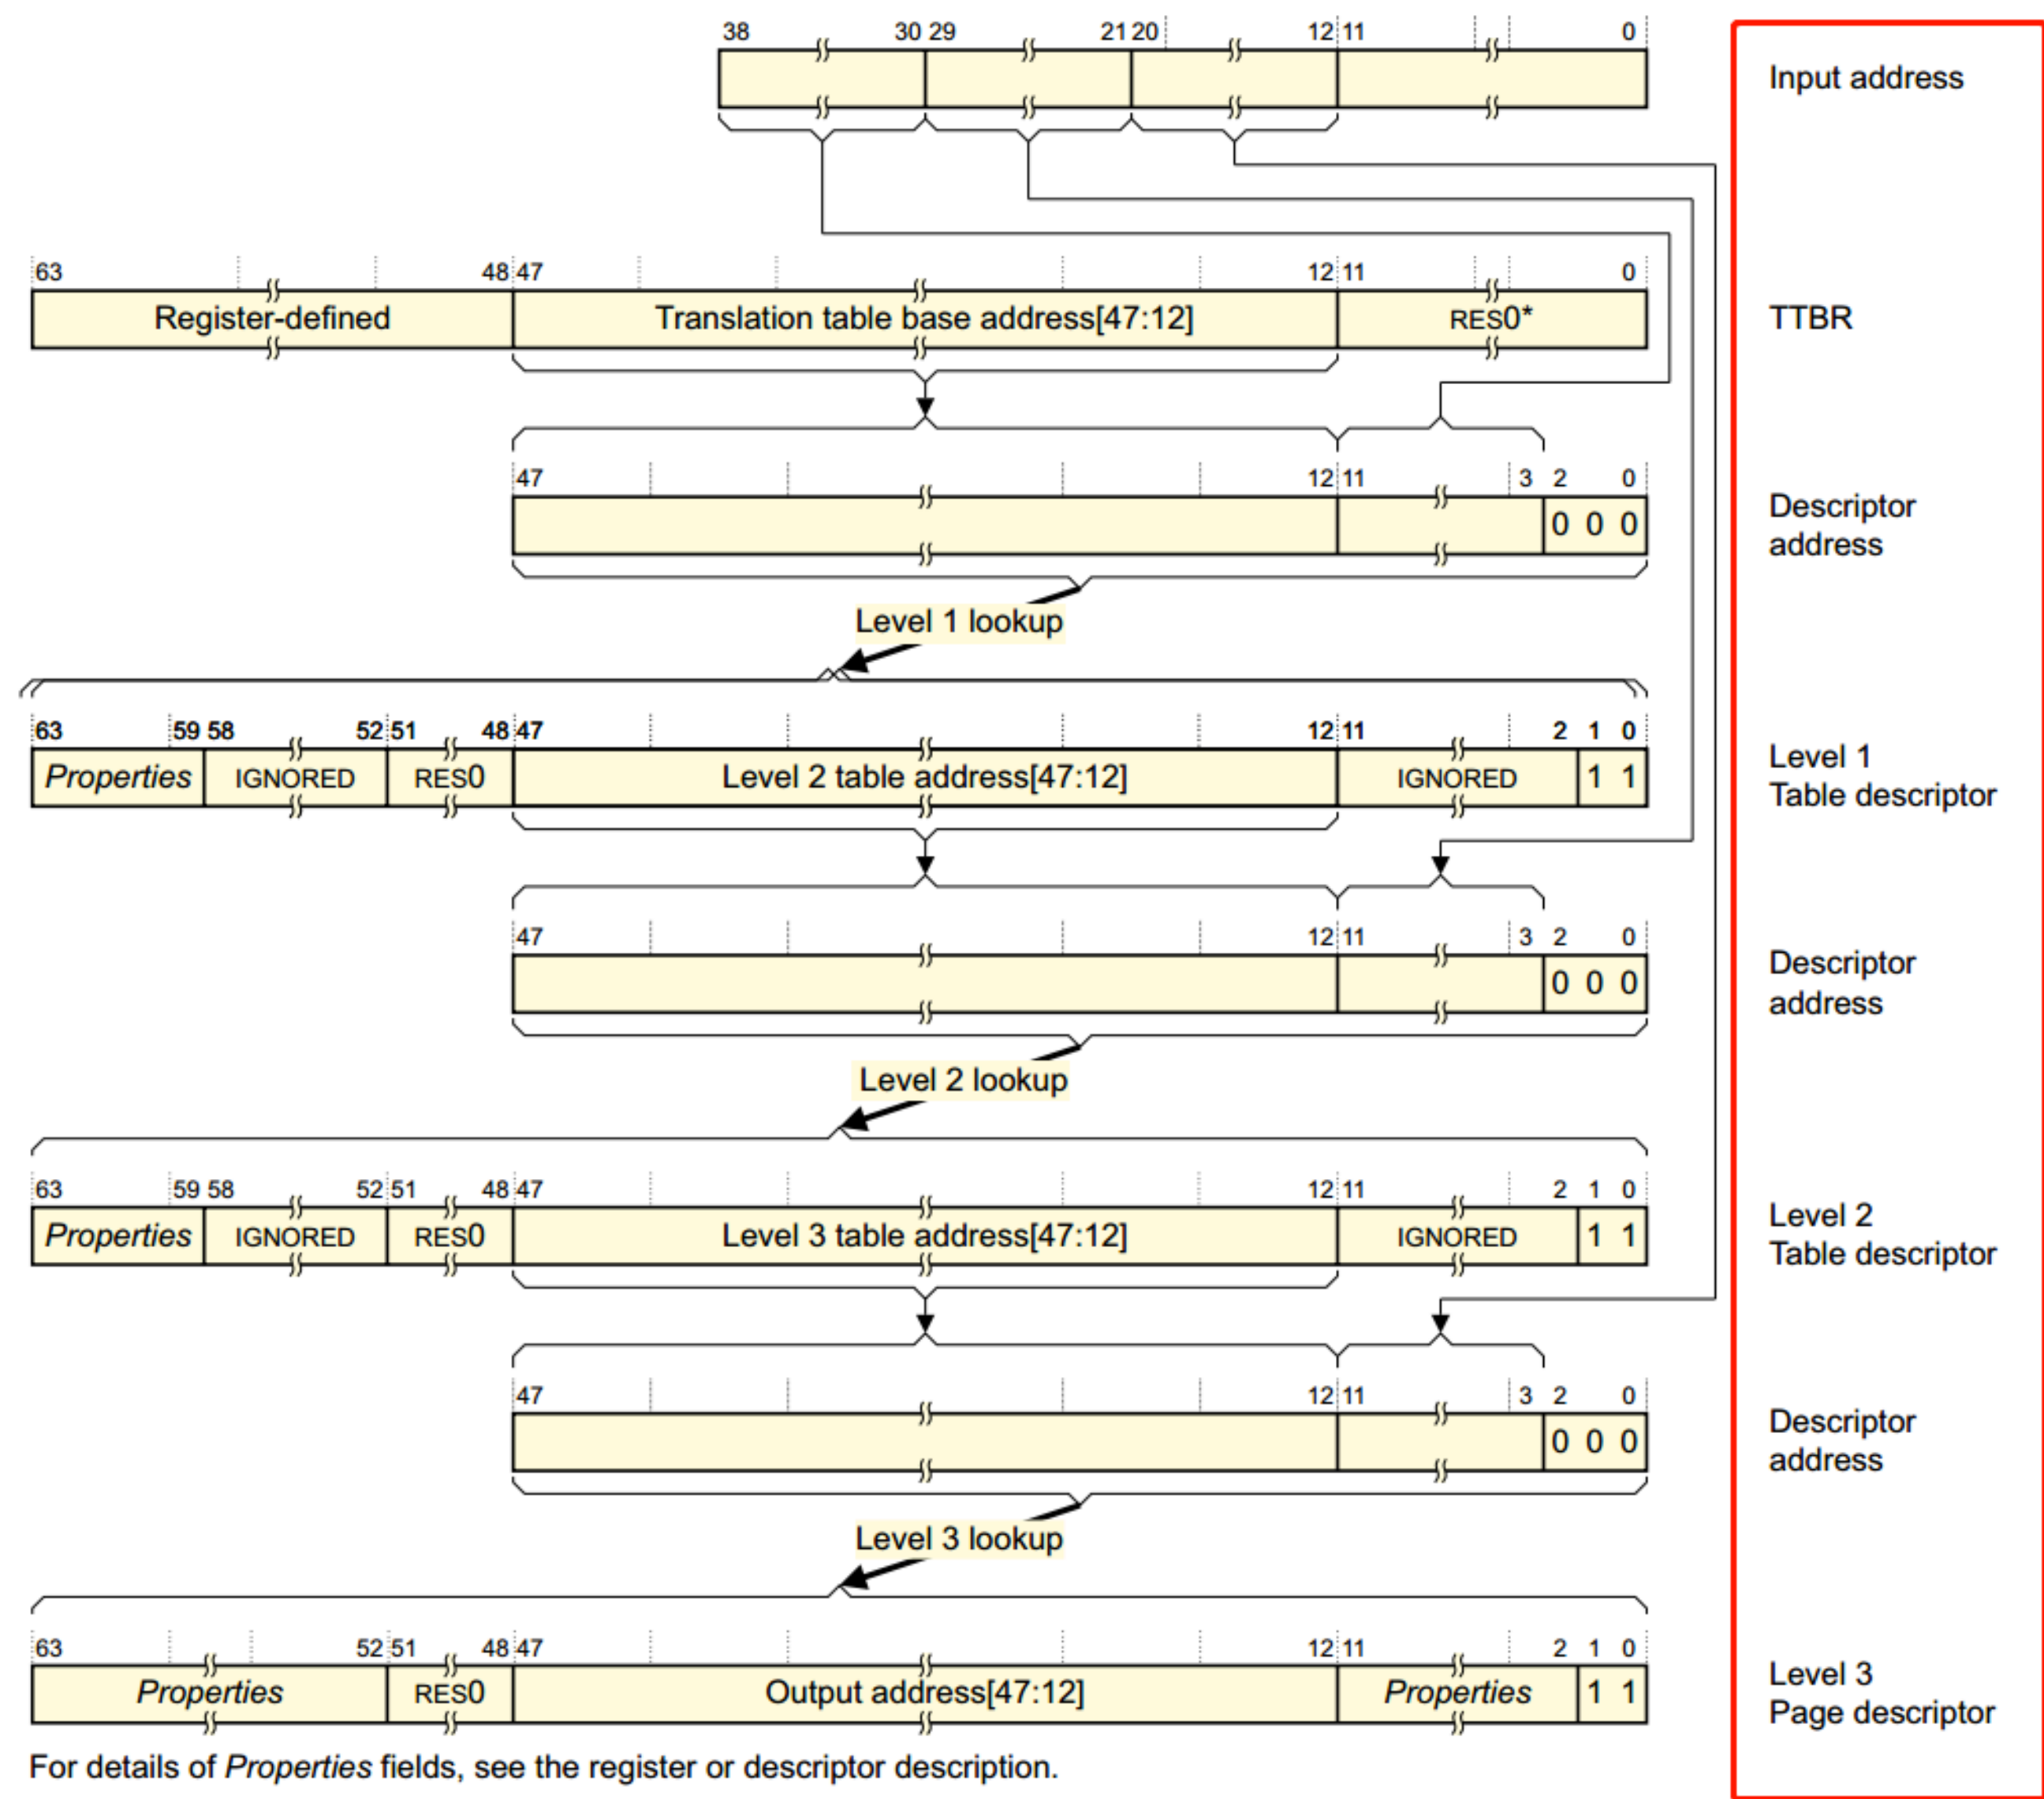 38 30 29 21 20 12 11 0
Input address
63 48 47 12 11 0
Register-defined Translation table base address[47:12] RES0* TTBR
47 12 11 3 2 0
0 0 0
Descriptor
address
Level 1 lookup
63 59 58 52 51 48 47 12 11 2 1 0
Properties IGNORED RES0 Level 2 table address[47:12] IGNORED 1 1
Level 1
Table descriptor
47 12 11 3 2 0
0 0 0
Descriptor
address
Level 2 lookup
63 59 58 52 51 48 47 12 11 2 1 0
Properties IGNORED RES0 Level 3 table address[47:12] IGNORED 1 1
Level 2
Table descriptor
47 12 11 3 2 0
0 0 0
Descriptor
address
Level 3 lookup
63 52 51 48 47 12 11 2 1 0
Properties RES0 Output address[47:12] Properties 1 1
Level 3
Page descriptor
For details of Properties fields, see the register or descriptor description.